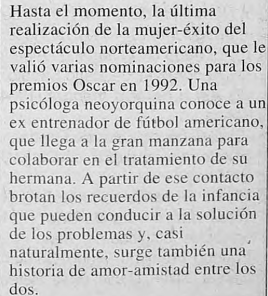 Hasta el momento, la última
realización de la mujer-éxito del
espectáculo norteamericano, que le
valió varias nominaciones para los
premios Oscar en 1992. Una
psicóloga neoyorquina conoce a un
ex entrenador de fútbol americano,
que llega a la gran manzana para
colaborar en el tratamiento de su
hermana. A partir de ese contacto
brotan los recuerdos de la infancia
que pueden conducir a la solución
de los problemas y, casi
naturalmente, surge también una
historia de amor-amistad entre los
dos.